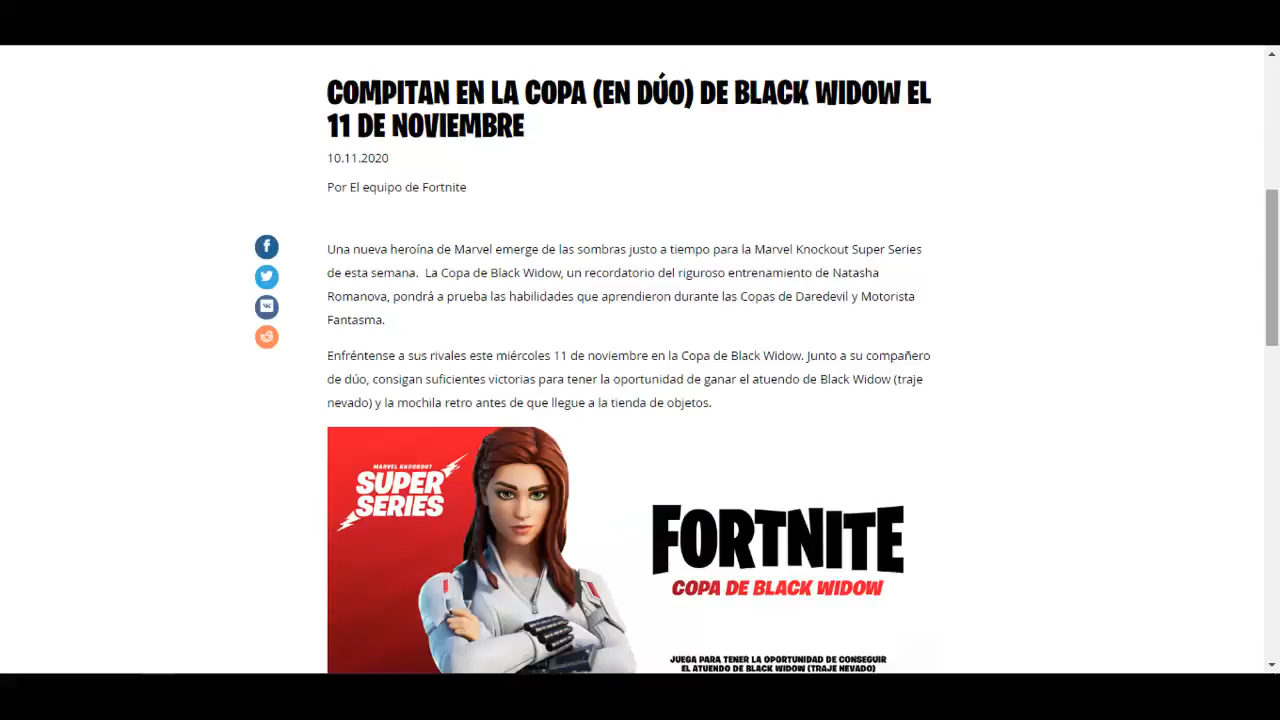 COMPITAN EN LA COPA (EN DÚO) DE BLACK WIDOW EL
11 DE NOVIEMBRE
10.11.2020
Por El equipo de Fortnite
Una nueva heroína de Marvel emerge de las sombras justo a tiempo para la Marvel Knockout Super Series
de esta semana. La Copa de Black Widow, un recordatorio del riguroso entrenamiento de Natasha
Romanova, pondrá a prueba las habilidades que aprendieron durante las Copas de Daredevil y Motorista
Fantasma.
Enfréntense a sus rivales este miércoles 11 de noviembre en la Copa de Black Widow. Junto a su compañero
de dúo, consigan suficientes victorias para tener la oportunidad de ganar el atuendo de Black Widow (traje
nevado) y la mochila retro antes de que llegue a la tienda de objetos.
MARVEL KNOCKOUT
SUPER
SERIES
FORTNITE
COPA DE BLACK WIDOW
JUEGA PARA TENER LA OPORTUNIDAD DE CONSEGUIR
EL ATUENDO DE BLACK WIDOW (TRAJE NEVADO)